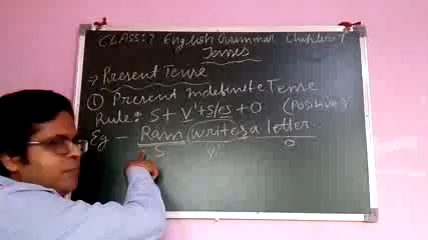 CLASS:7 English Grammar Chapter 7
Tenses
→ Present Tense
① Present Indefinite Tense
Rule: S + V¹+s/es + O (Positive)
Eg - Ram writes a letter.
S V¹ O